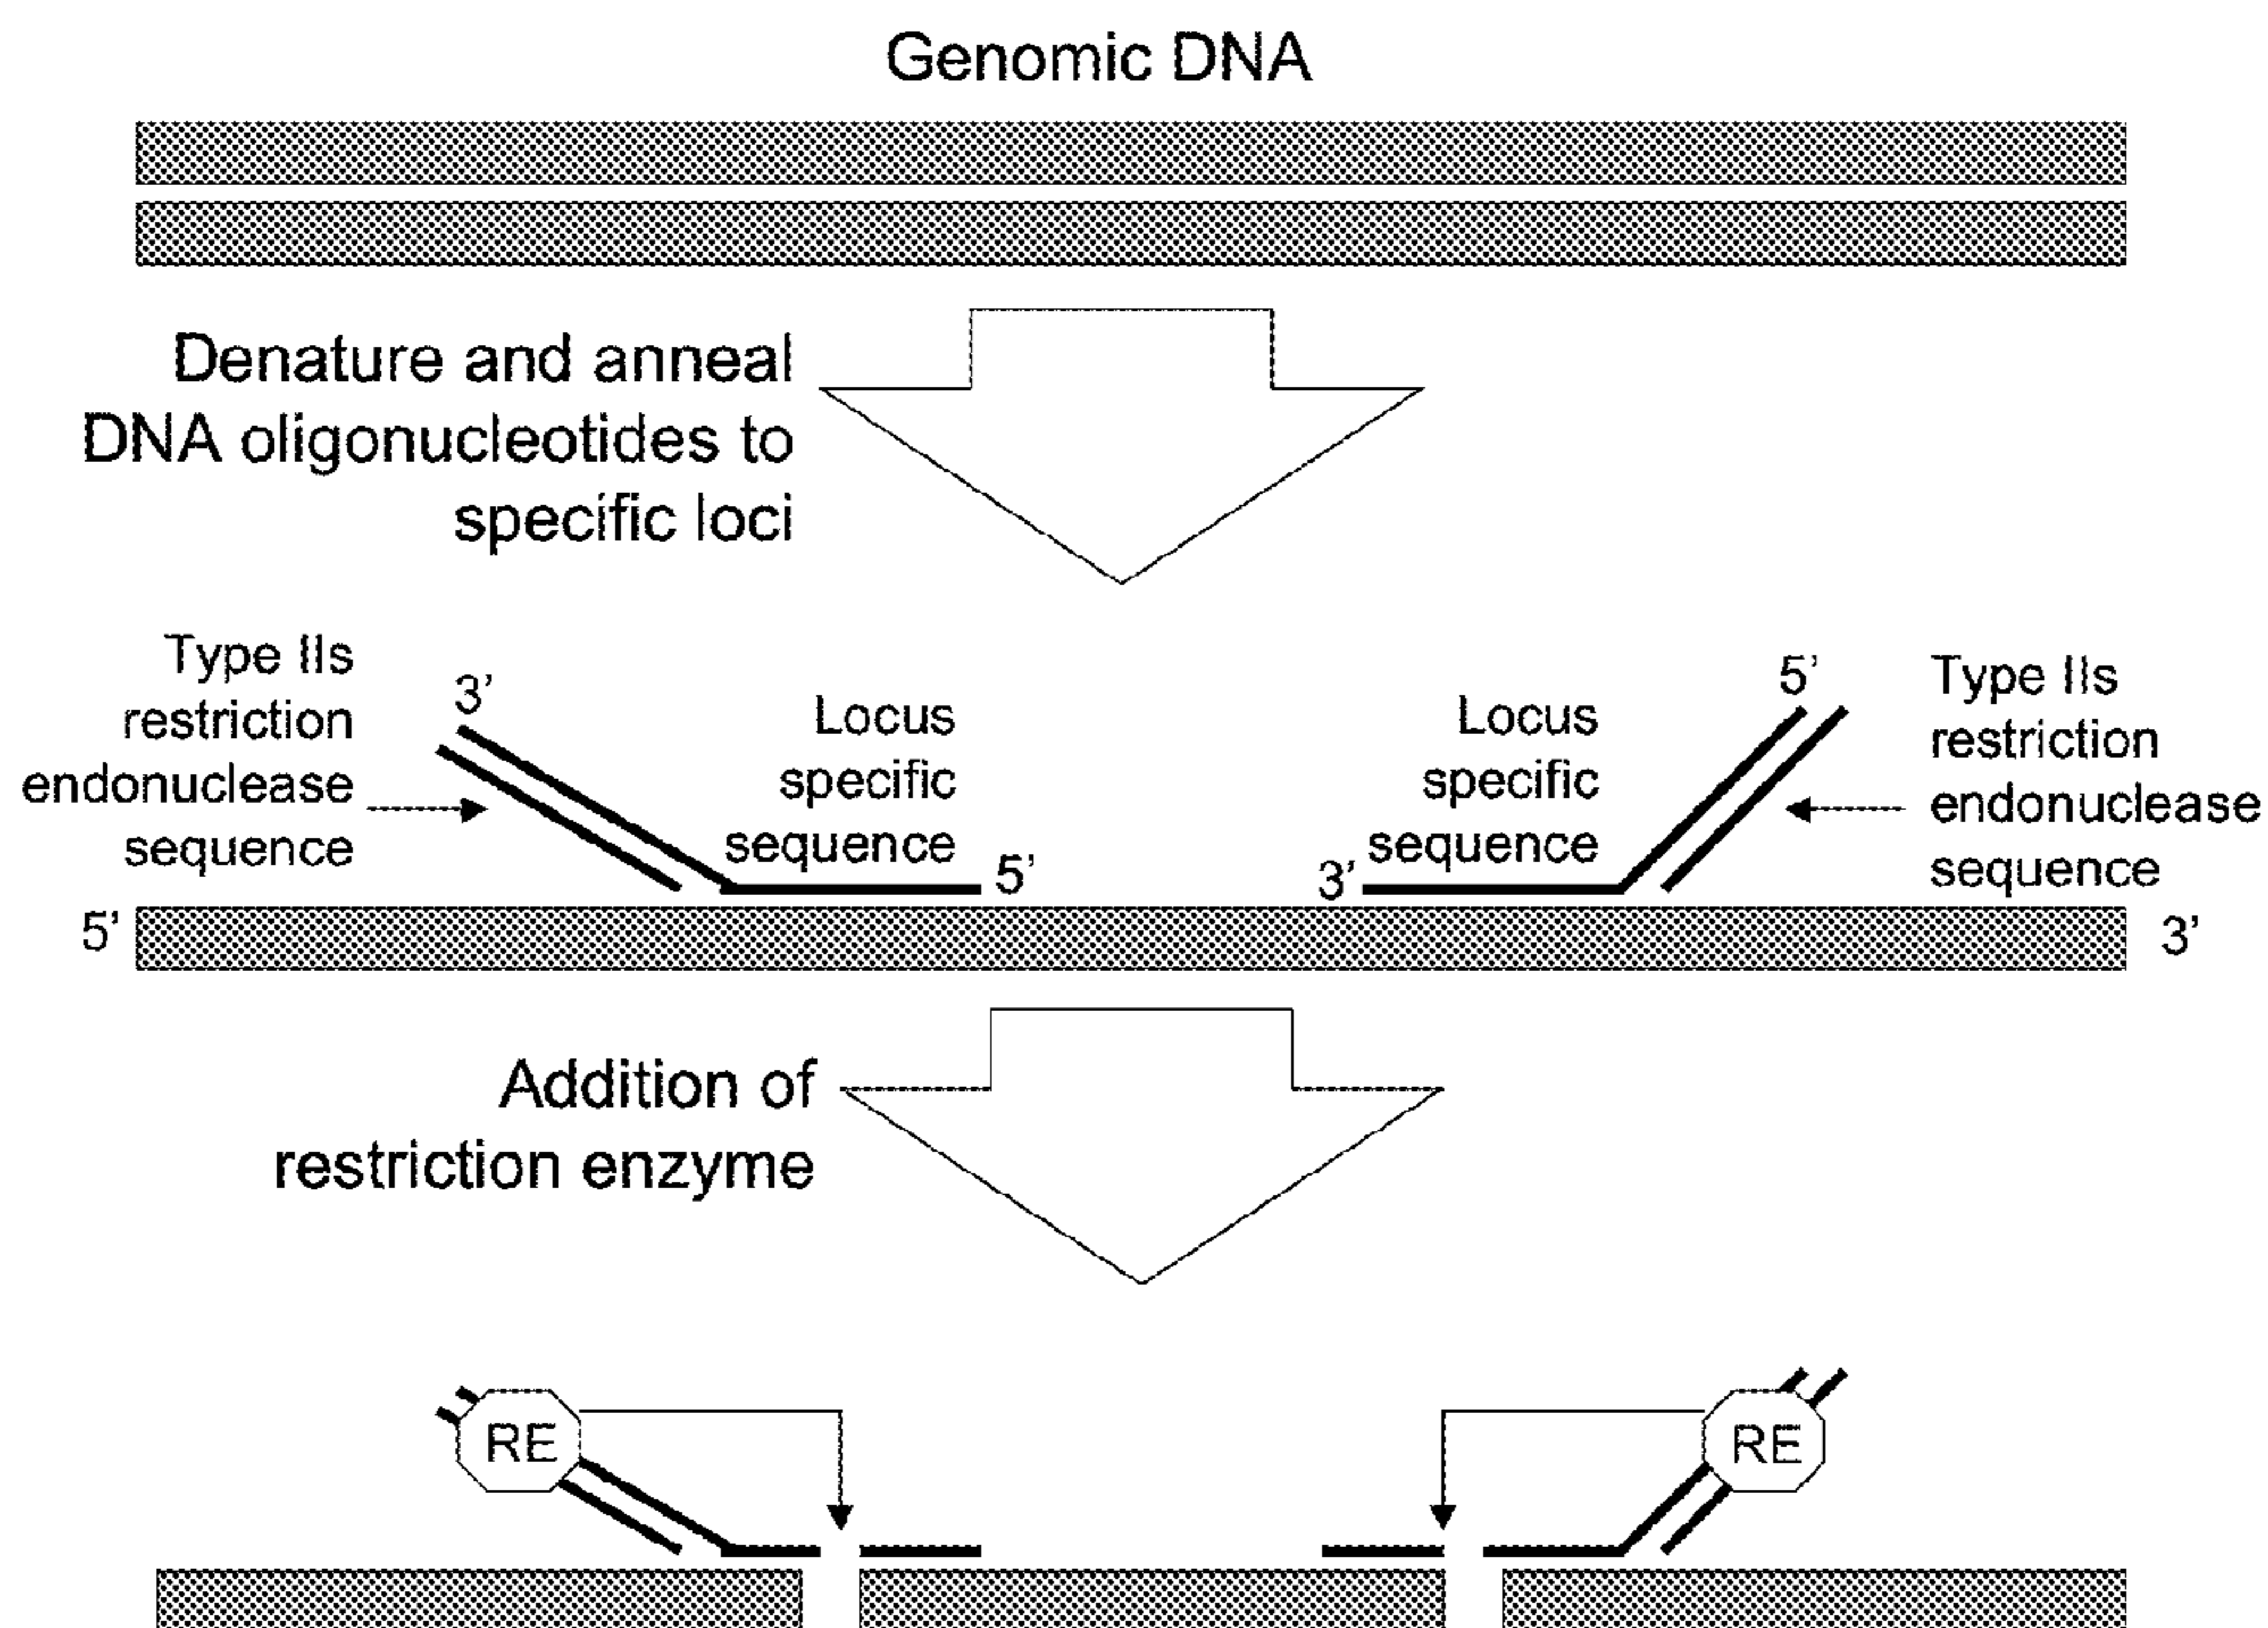 Genomic DNA
Denature and anneal
DNA oligonucleotides to
specific loci
Type IIs
restriction
endonuclease
sequence
3’
Locus
specific
sequence
5’
Locus
specific
sequence
3’
5’
Type IIs
restriction
endonuclease
sequence
5’
3’
Addition of
restriction enzyme
RE
RE